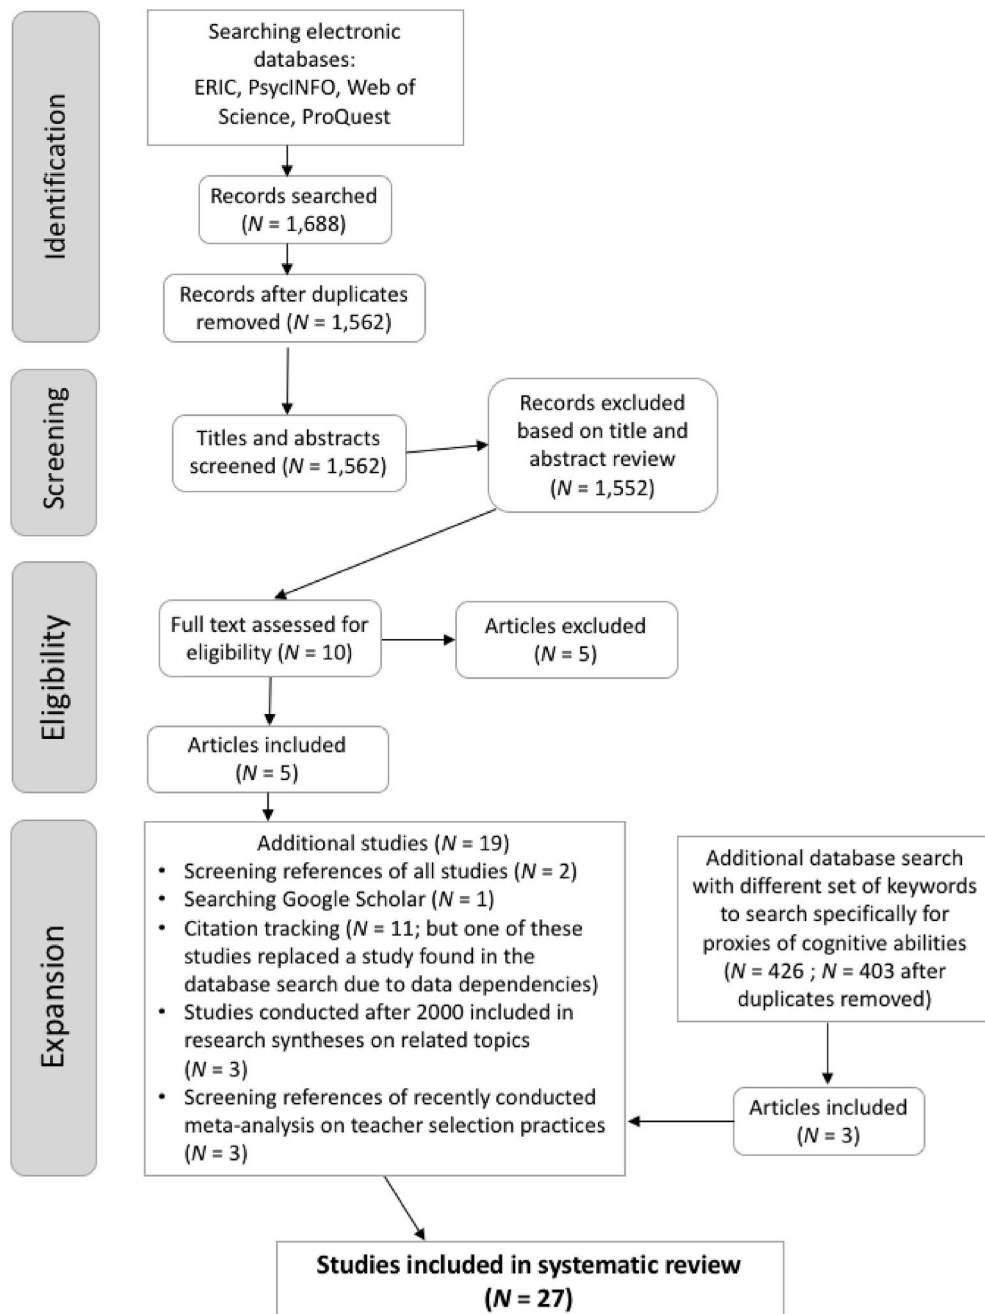 Identification
Searching electronic
databases:
ERIC, PsycINFO, Web of
Science, ProQuest
Records searched
(N = 1,688)
Records after duplicates
removed (N = 1,562)
Screening
Titles and abstracts
screened (N = 1,562)
Records excluded
based on title and
abstract review
(N = 1,552)
Eligibility
Full text assessed for
eligibility (N = 10)
Articles excluded
(N = 5)
Articles included
(N = 5)
Expansion
Additional studies (N = 19)
• Screening references of all studies (N = 2)
• Searching Google Scholar (N = 1)
• Citation tracking (N = 11; but one of these
studies replaced a study found in the
database search due to data dependencies)
• Studies conducted after 2000 included in
research syntheses on related topics
(N = 3)
• Screening references of recently conducted
meta-analysis on teacher selection practices
(N = 3)
Additional database search
with different set of keywords
to search specifically for
proxies of cognitive abilities
(N = 426 ; N = 403 after
duplicates removed)
Articles included
(N = 3)
Studies included in systematic review
(N = 27)